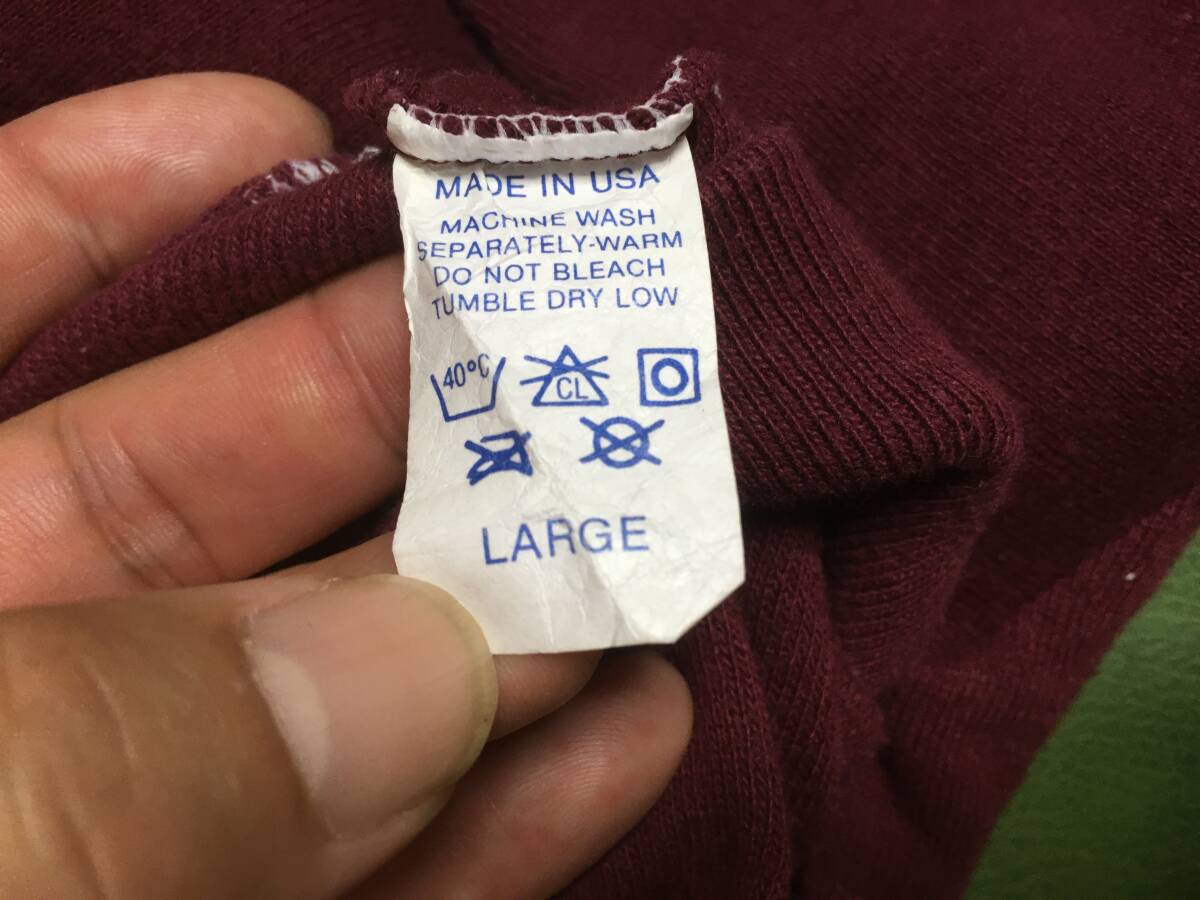 MADE IN USA
MACHINE WASH
SEPARATELY-WARM
DO NOT BLEACH
TUMBLE DRY LOW
40°C CL
LARGE